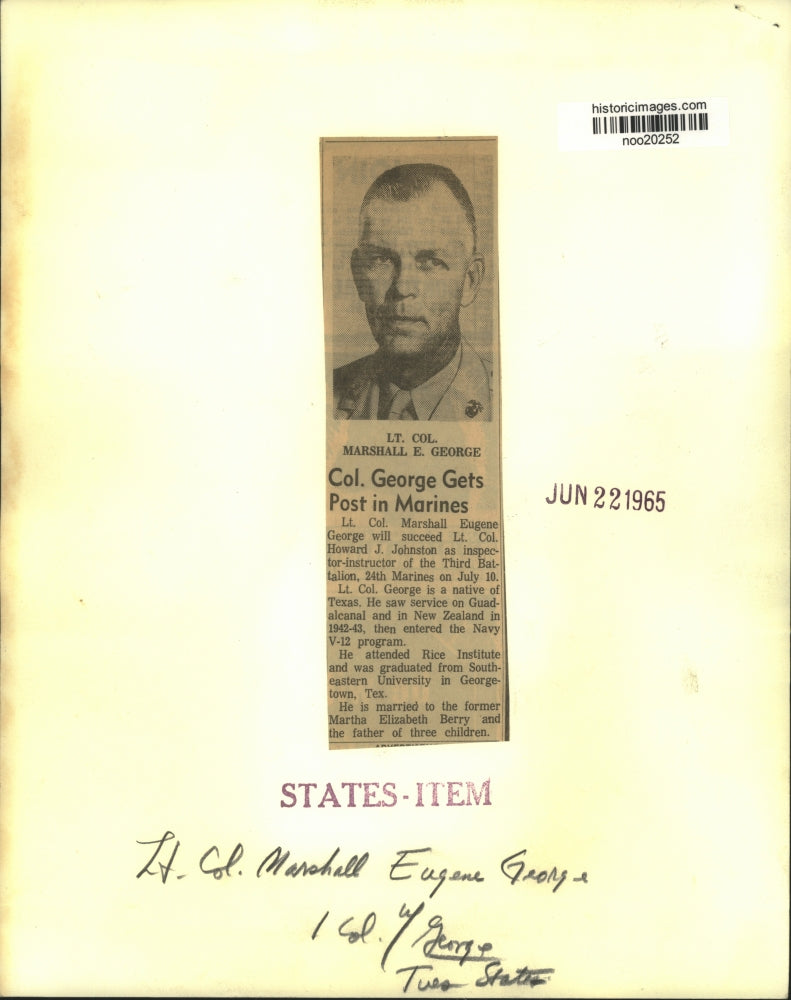 historicimages.com
noo20252
LT. COL.
MARSHALL E. GEORGE
Col. George Gets
Post in Marines
Lt. Col. Marshall Eugene
George will succeed Lt. Col.
Howard J. Johnston as inspec-
tor-instructor of the Third Bat-
talion, 24th Marines on July 10.
Lt. Col. George is a native of
Texas. He saw service on Guad-
alcanal and in New Zealand in
1942-43, then entered the Navy
V-12 program.
He attended Rice Institute
and was graduated from South-
eastern University in George-
town, Tex.
He is married to the former
Martha Elizabeth Berry and
the father of three children.
JUN 22 1965
STATES-ITEM
Lt. Col. Marshall Eugene George
1 Col. w/ George
Tues States